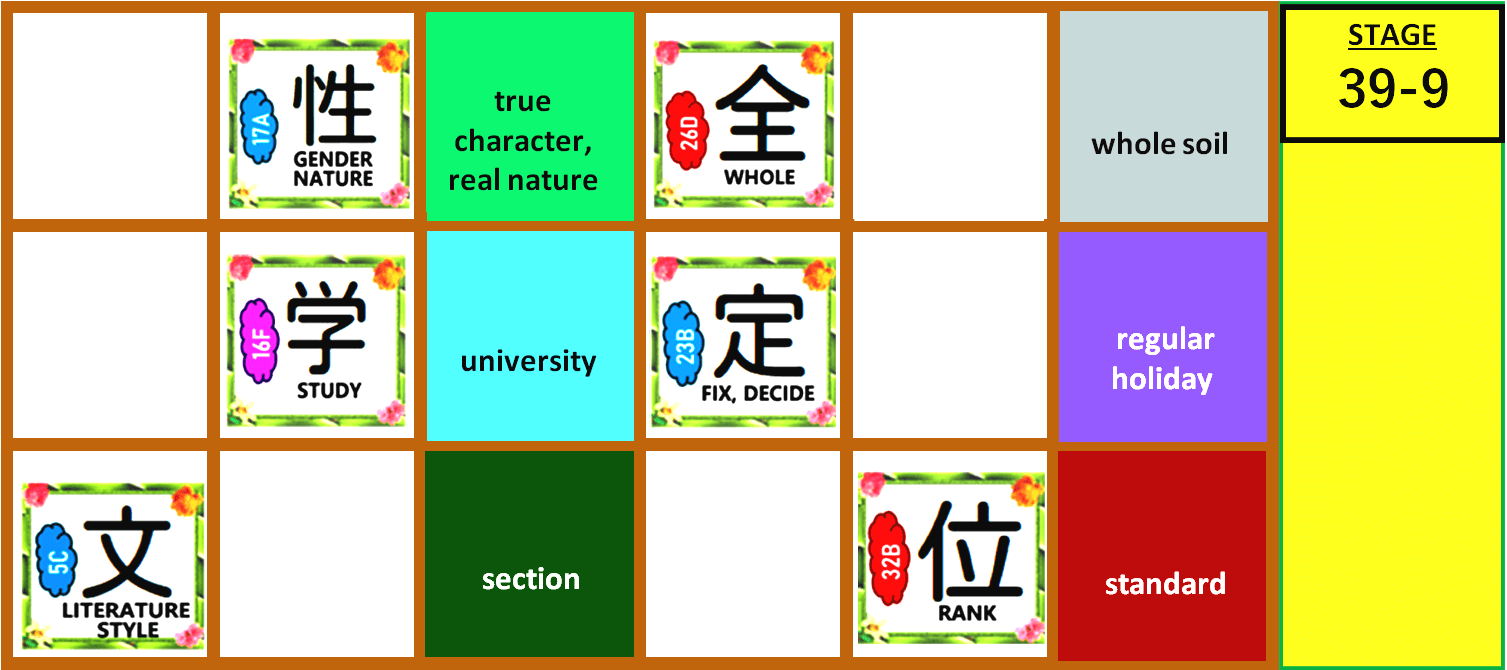 17A
性
GENDER
NATURE
true
character,
real nature
26D
全
WHOLE
whole soil
STAGE
39-9
16F
学
STUDY
university
23B
定
FIX, DECIDE
regular
holiday
5C
文
LITERATURE
STYLE
section
32B
位
RANK
standard